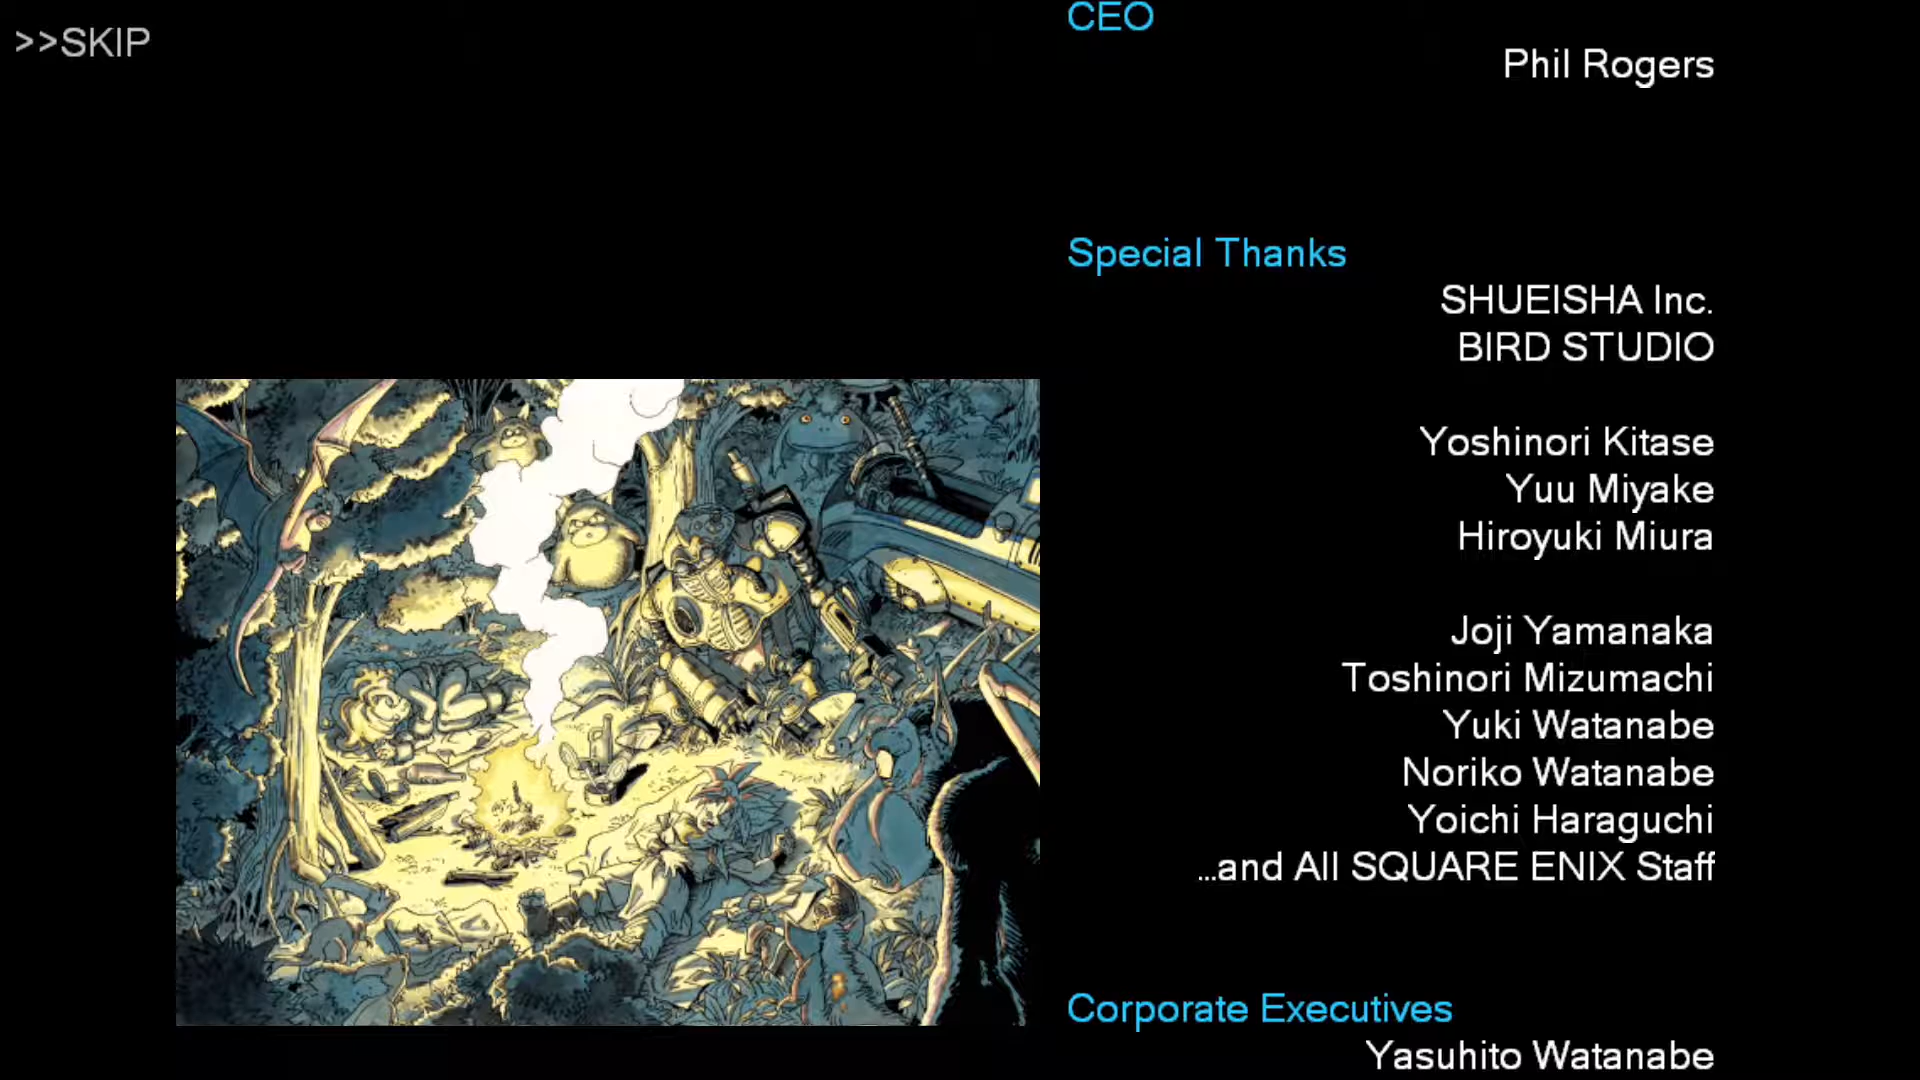 >>SKIP
CEO
Phil Rogers
Special Thanks
SHUEISHA Inc.
BIRD STUDIO
Yoshinori Kitase
Yuu Miyake
Hiroyuki Miura
Joji Yamanaka
Toshinori Mizumachi
Yuki Watanabe
Noriko Watanabe
Yoichi Haraguchi
...and All SQUARE ENIX Staff
Corporate Executives
Yasuhito Watanabe